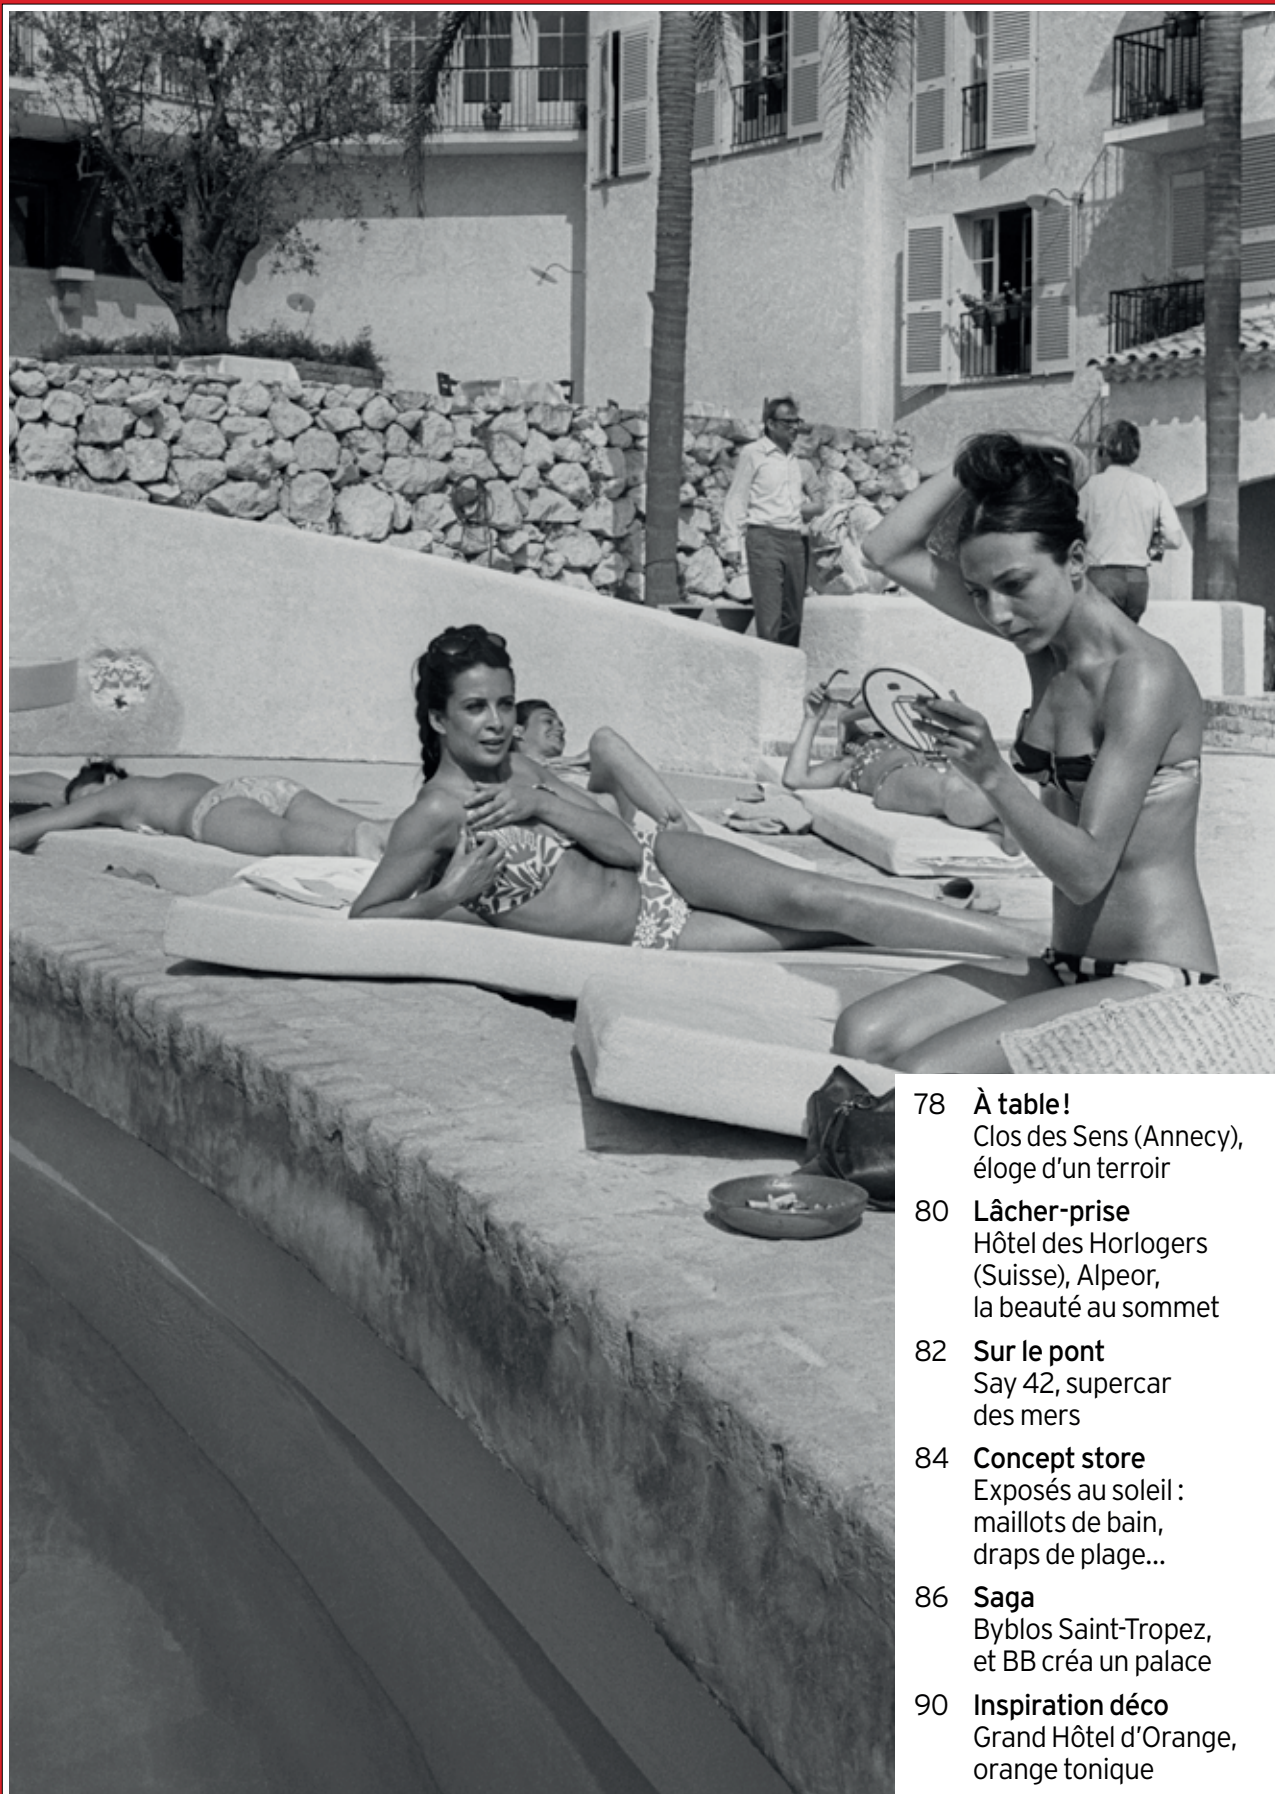 78 À table !
Clos des Sens (Annecy),
éloge d'un terroir
80 Lâcher-prise
Hôtel des Horlogers
(Suisse), Alpeor,
la beauté au sommet
82 Sur le pont
Say 42, supercar
des mers
84 Concept store
Exposés au soleil :
maillots de bain,
draps de plage...
86 Saga
Byblos Saint-Tropez,
et BB créa un palace
90 Inspiration déco
Grand Hôtel d'Orange,
orange tonique